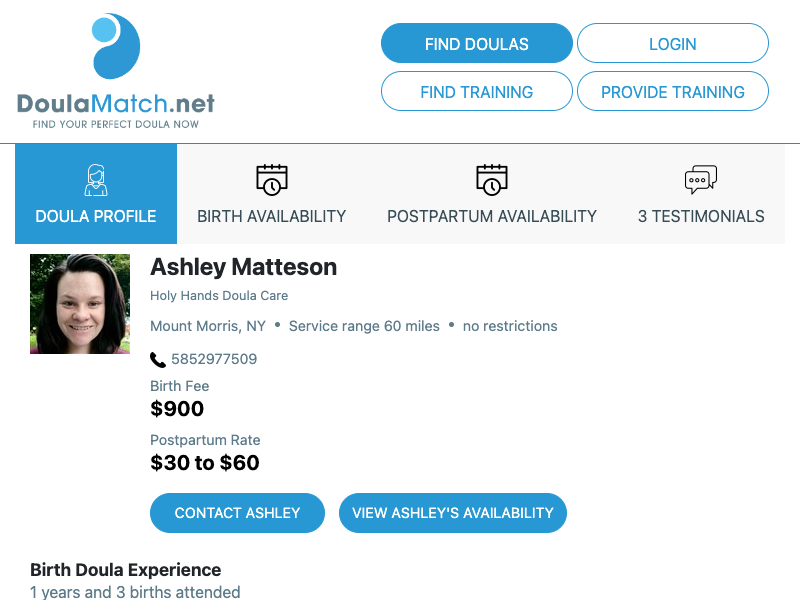 DoulaMatch.net
FIND YOUR PERFECT DOULA NOW
FIND DOULAS
LOGIN
FIND TRAINING
PROVIDE TRAINING
DOULA PROFILE
BIRTH AVAILABILITY
POSTPARTUM AVAILABILITY
3 TESTIMONIALS
Ashley Matteson
Holy Hands Doula Care
Mount Morris, NY • Service range 60 miles • no restrictions
5852977509
Birth Fee
$900
Postpartum Rate
$30 to $60
CONTACT ASHLEY
VIEW ASHLEY'S AVAILABILITY
Birth Doula Experience
1 years and 3 births attended